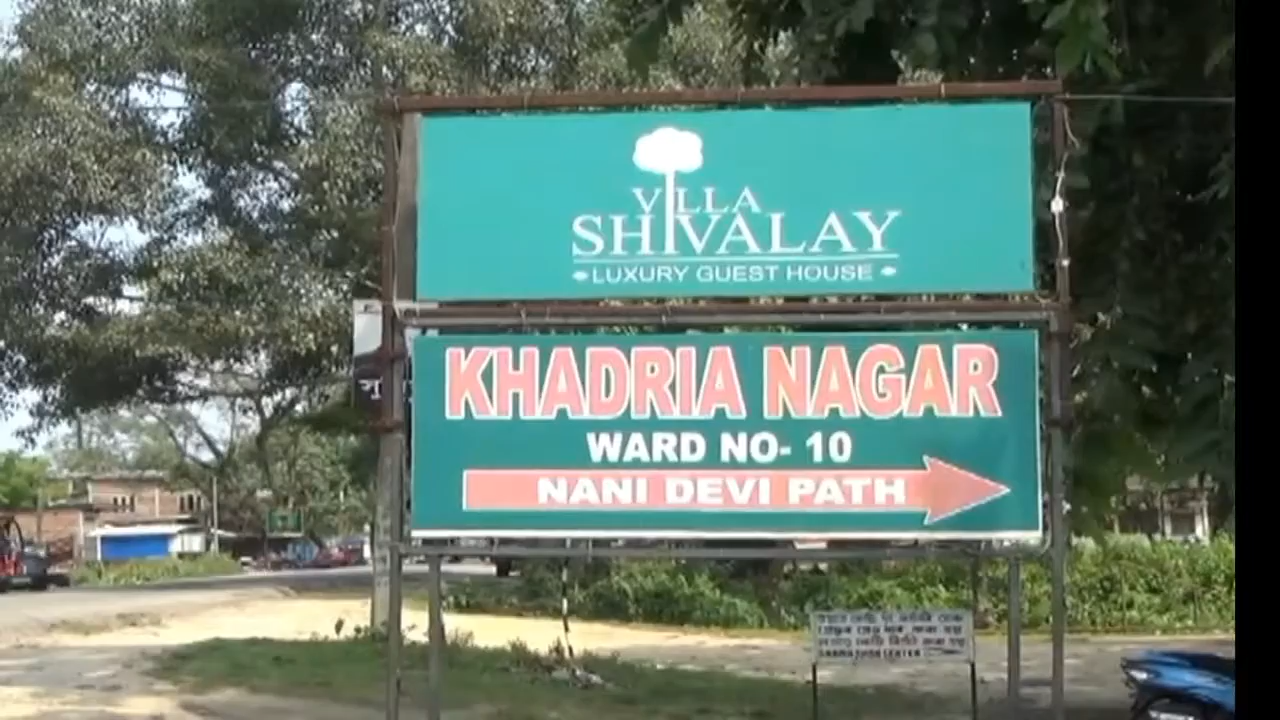 VILLA
SHIVALAY
LUXURY GUEST HOUSE
KHADRIA NAGAR
WARD NO- 10
NANI DEVI PATH